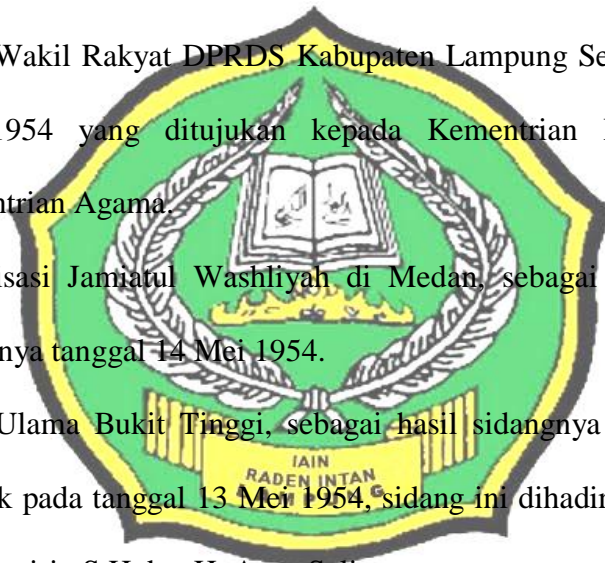 Wakil Rakyat DPRDS Kabupaten Lampung Se
1954 yang ditujukan kepada Kementrian
ntrian Agama.
sasi Jamiatul Washliyah di Medan, sebagai
nya tanggal 14 Mei 1954.
Ulama Bukit Tinggi, sebagai hasil sidangnya
IAIN
RADEN INTAN
LAMPUNG
k pada tanggal 13 Mei 1954, sidang ini dihadir